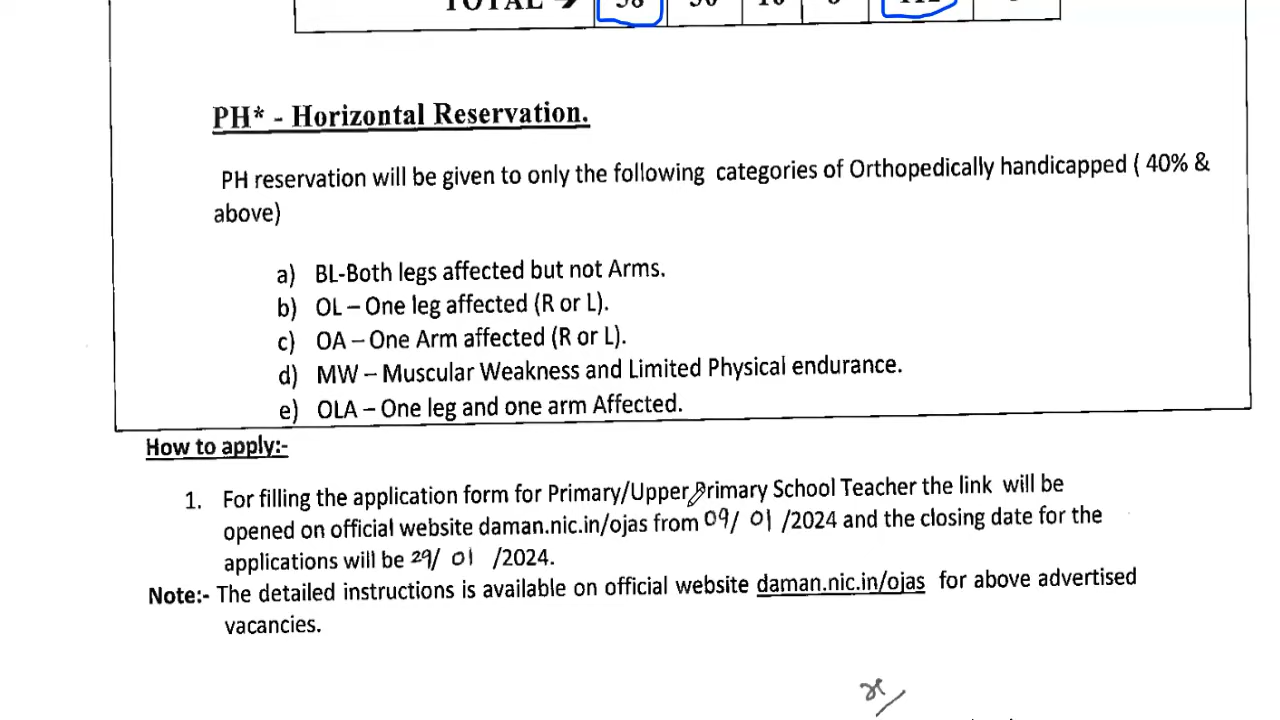 PH* - Horizontal Reservation.
PH reservation will be given to only the following categories of Orthopedically handicapped ( 40% &
above)
a) BL-Both legs affected but not Arms.
b) OL – One leg affected (R or L).
c) OA – One Arm affected (R or L).
d) MW – Muscular Weakness and Limited Physical endurance.
e) OLA – One leg and one arm Affected.
How to apply:-
1. For filling the application form for Primary/Upper Primary School Teacher the link will be
opened on official website daman.nic.in/ojas from 09/ 01 /2024 and the closing date for the
applications will be 29/ 01 /2024.
Note:- The detailed instructions is available on official website daman.nic.in/ojas for above advertised
vacancies.